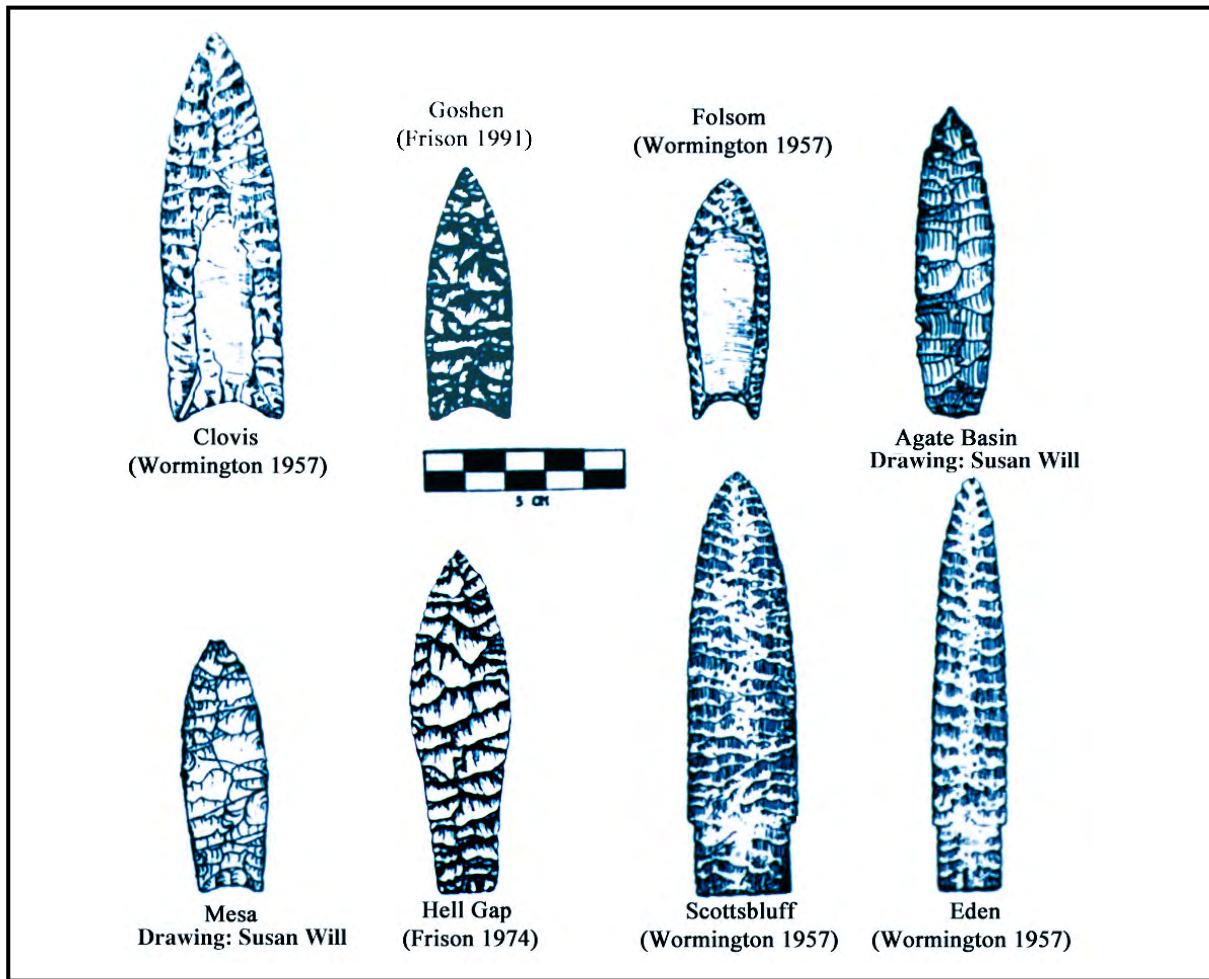 Goshen
(Frison 1991)
Folsom
(Wormington 1957)
Clovis
(Wormington 1957)
Agate Basin
Drawing: Susan Will
5 CM
Mesa
Drawing: Susan Will
Hell Gap
(Frison 1974)
Scottsbluff
(Wormington 1957)
Eden
(Wormington 1957)